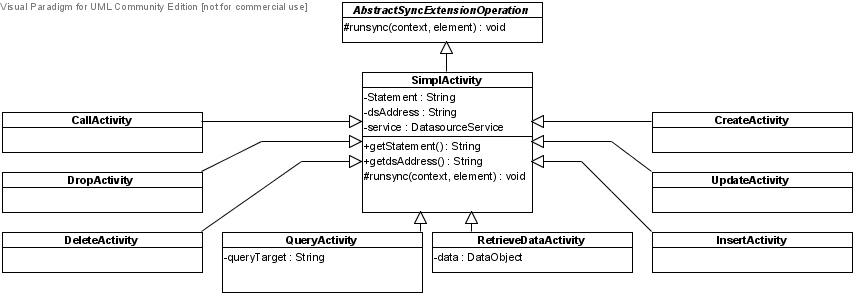 Visual Paradigm for UML Community Edition [not for commercial use]
AbstractSyncExtensionOperation
#runsync(context, element) : void
SimplActivity
-Statement : String
-dsAddress : String
-service : DatasourceService
+getStatement() : String
+getdsAddress() : String
#runsync(context, element) : void
CallActivity
CreateActivity
DropActivity
UpdateActivity
DeleteActivity
QueryActivity
-queryTarget : String
RetrieveDataActivity
-data : DataObject
InsertActivity